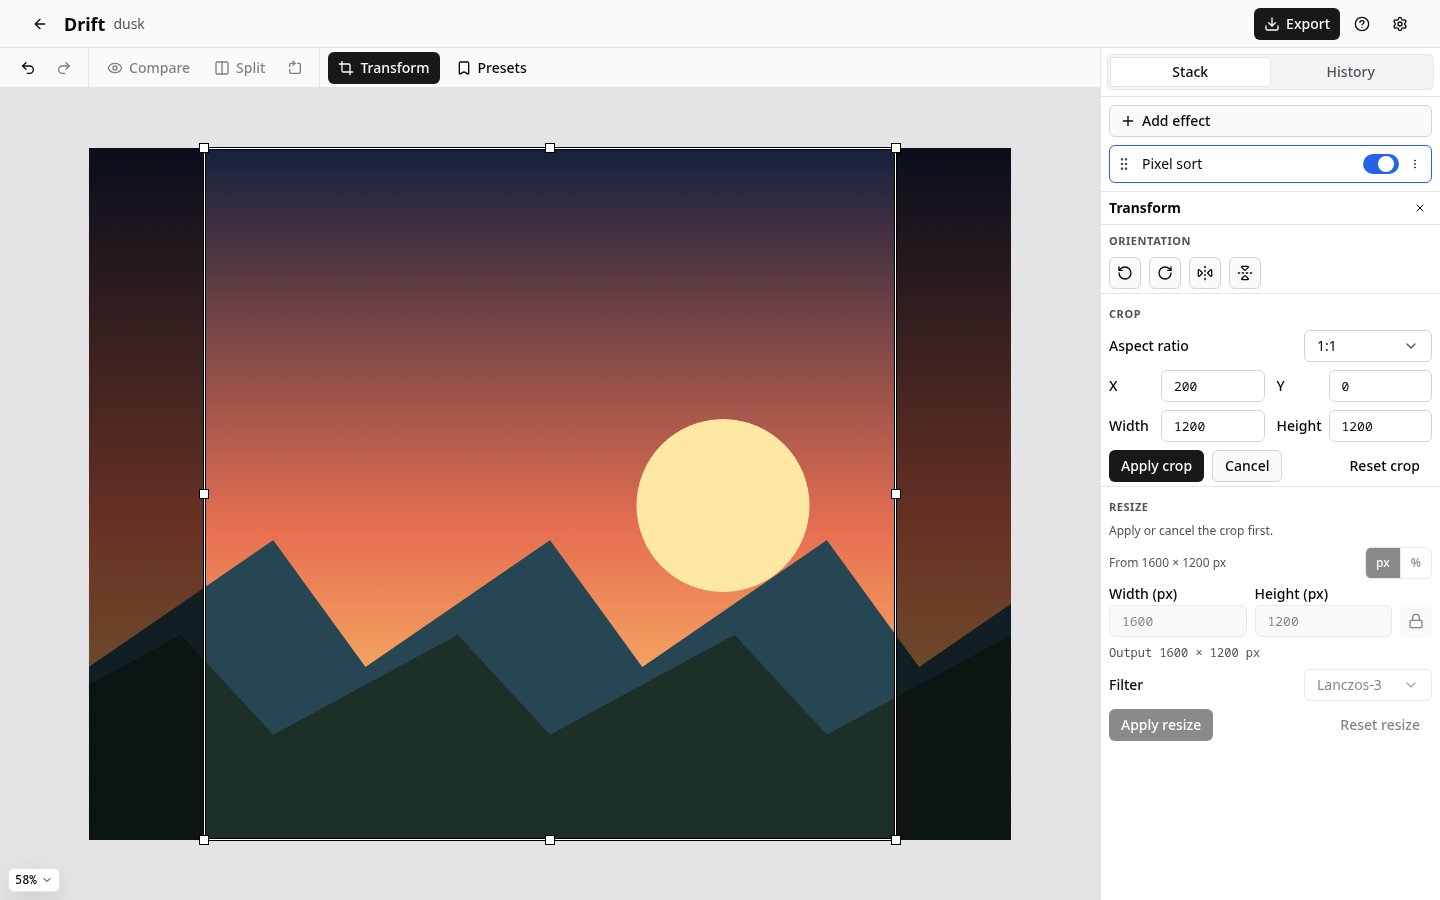 Drift dusk
Export
Compare Split Transform Presets
Stack History
Add effect
Pixel sort
Transform
ORIENTATION
CROP
Aspect ratio 1:1
X 200 Y 0
Width 1200 Height 1200
Apply crop Cancel Reset crop
RESIZE
Apply or cancel the crop first.
From 1600 × 1200 px px %
Width (px) Height (px)
1600 1200
Output 1600 × 1200 px
Filter Lanczos-3
Apply resize Reset resize
58%